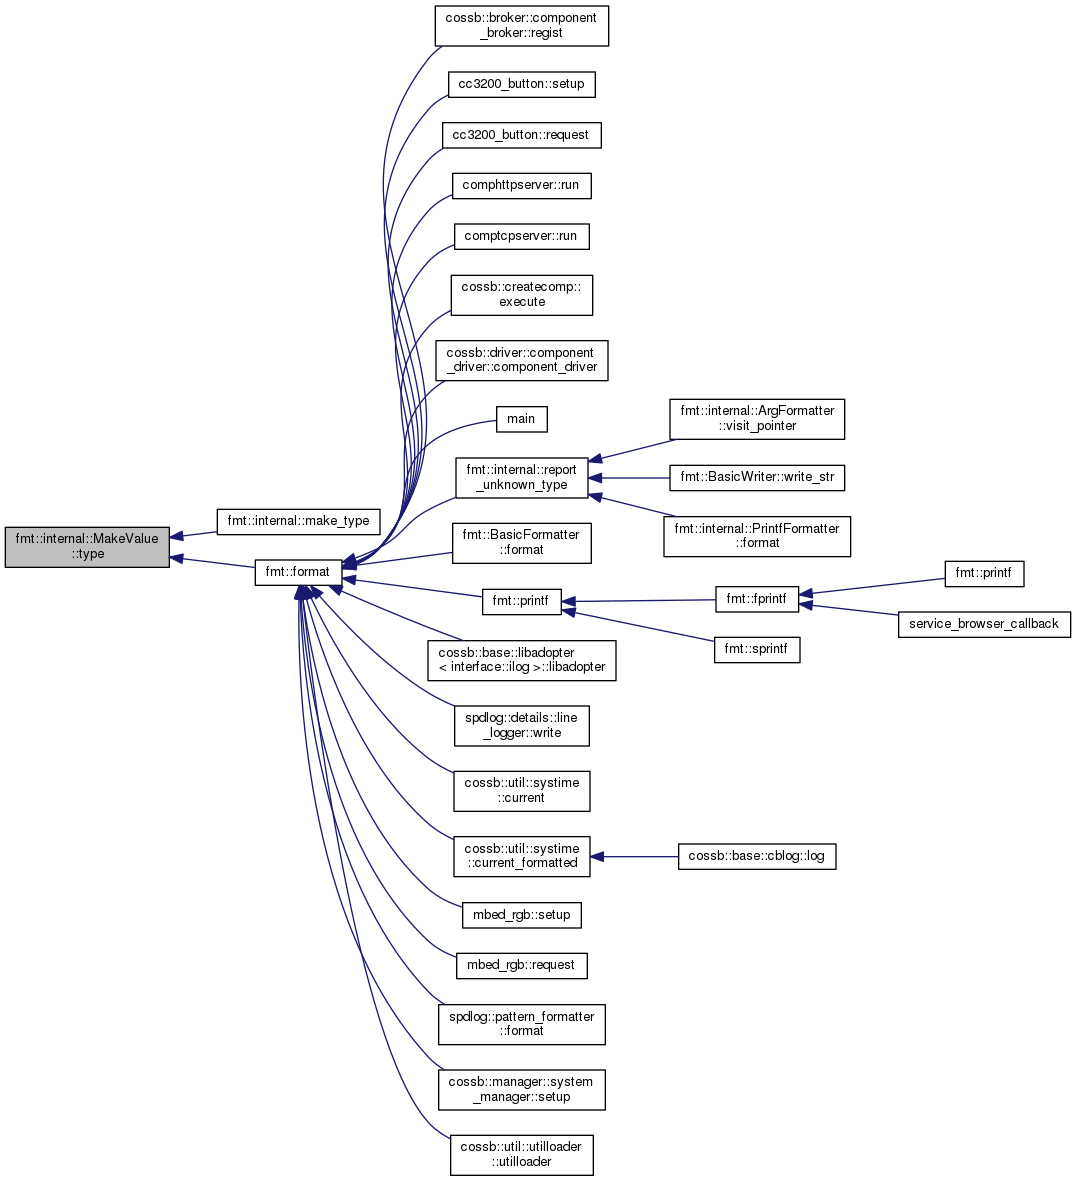 cossb::broker::component
_broker::regist
cc3200_button::setup
cc3200_button::request
comphttpserver::run
comptcpserver::run
cossb::createcomp::
execute
cossb::driver::component
_driver::component_driver
main
fmt::internal::ArgFormatter
::visit_pointer
fmt::internal::report
_unknown_type
fmt::BasicWriter::write_str
fmt::internal::MakeValue
::type
fmt::internal::make_type
fmt::internal::PrintfFormatter
::format
fmt::BasicFormatter
::format
fmt::format
fmt::printf
fmt::fprintf
fmt::printf
service_browser_callback
fmt::sprintf
cossb::base::libadopter
< interface::ilog >::libadopter
spdlog::details::line
_logger::write
cossb::util::systime
::current
cossb::util::systime
::current_formatted
cossb::base::cblog::log
mbed_rgb::setup
mbed_rgb::request
spdlog::pattern_formatter
::format
cossb::manager::system
_manager::setup
cossb::util::utilloader
::utilloader